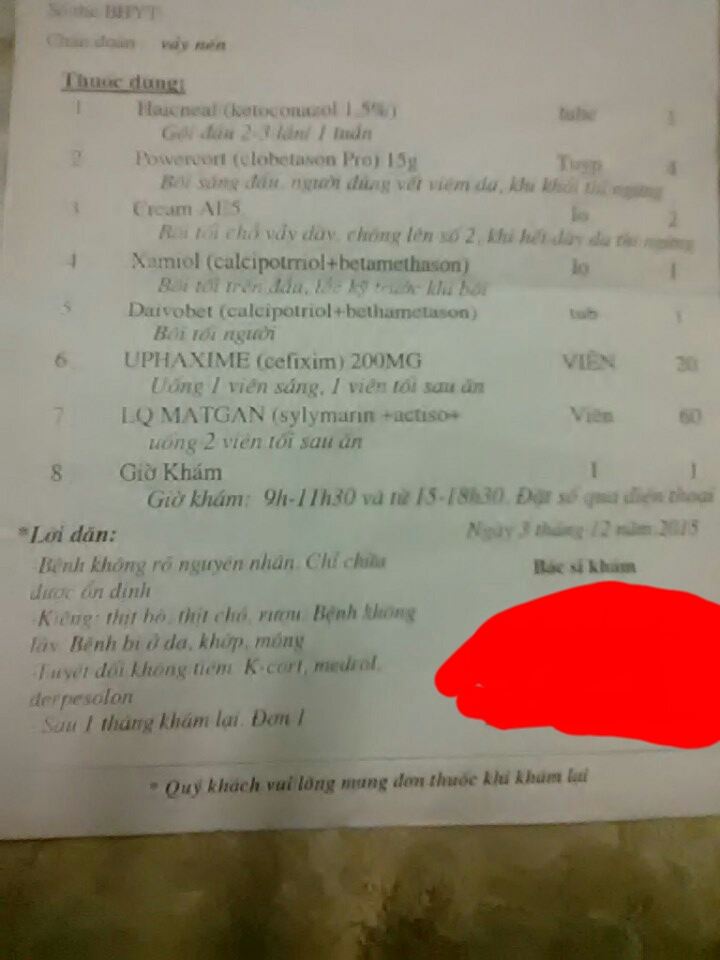 Số thẻ BHYT:
Chẩn đoán vảy nến
Thuốc dùng:
1 Haicneal (ketoconazol 1,5%) tube 1
Gội đầu 2-3 lần/ 1 tuần
2 Powercort (clobetason Pro) 15g Tuyp 4
Bôi sáng đầu, người đúng vết viêm da, khi khỏi thì ngừng
3 Cream AE5 lo 2
Bôi tối chỗ vảy dày, chồng lên số 2, khi hết dày da thì ngừng
4 Xamiol (calcipotrriol+betamethason) lo 1
Bôi tối trên đầu, lắc kỹ trước khi bôi
5 Daivobet (calcipotriol+bethametason) tub 1
Bôi tối người
6 UPHAXIME (cefixim) 200MG VIÊN 20
Uống 1 viên sáng, 1 viên tối sau ăn
7 LQ MATGAN (sylymarin +actiso+ Viên 60
uống 2 viên tối sau ăn
8 Giờ Khám 1 1
Giờ khám: 9h-11h30 và từ 15-18h30. Đặt số qua điện thoại
*Lời dặn: Ngày 3 tháng 12 năm 2015
-Bệnh không rõ nguyên nhân. Chỉ chữa Bác sĩ khám
được ổn định
-Kiêng: thịt bò, thịt chó, rượu. Bệnh không
lây. Bệnh bị ở da, khớp, móng
-Tuyệt đối không tiêm: K-cort, medrol,
derpesolon
-Sau 1 tháng khám lại. Đơn 1
* Quý khách vui lòng mang đơn thuốc khi khám lại